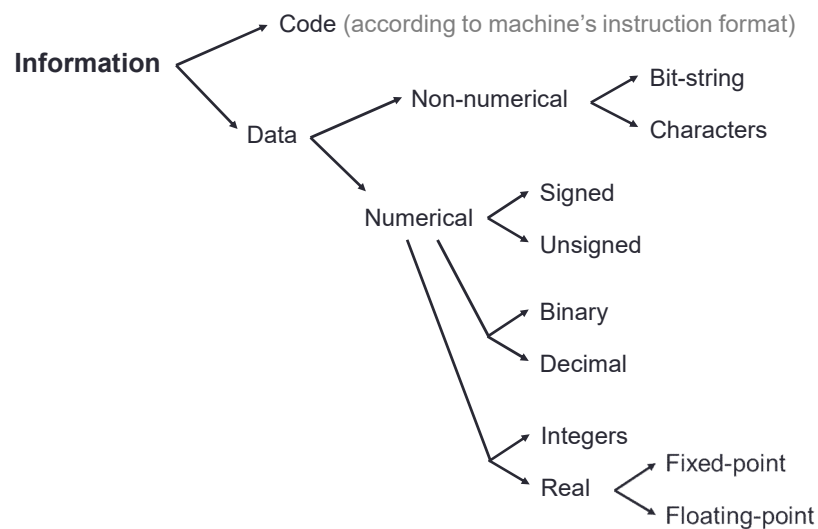 Code (according to machine's instruction format)
Information
Bit-string
Non-numerical
Characters
Data
Signed
Numerical
Unsigned
Binary
Decimal
Integers
Fixed-point
Real
Floating-point